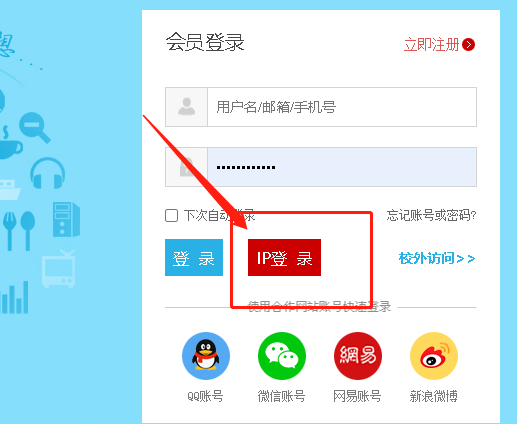 会员登录
立即注册
用户名/邮箱/手机号
下次自动登录
忘记账号或密码?
登 录
IP登 录
校外访问>>
使用合作网站账号快速登录
網易
QQ账号
微信账号
网易账号
新浪微博